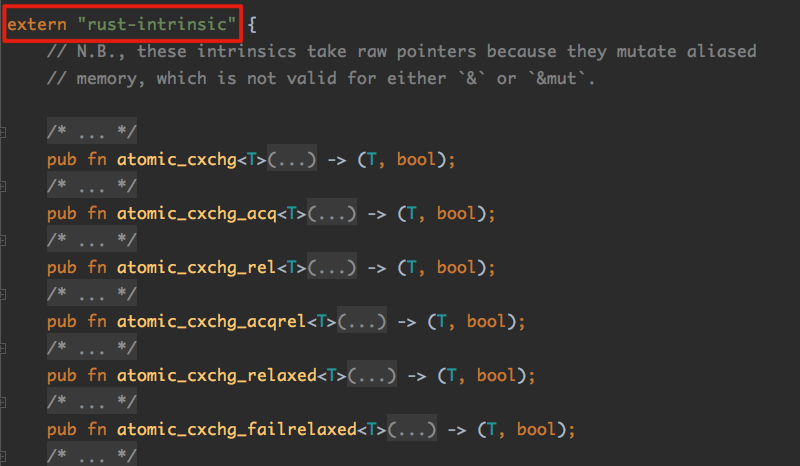 extern "rust-intrinsic" {
// N.B., these intrinsics take raw pointers because they mutate aliased
// memory, which is not valid for either `&` or `&mut`.
/* ... */
pub fn atomic_cxchg<T>(...) -> (T, bool);
/* ... */
pub fn atomic_cxchg_acq<T>(...) -> (T, bool);
/* ... */
pub fn atomic_cxchg_rel<T>(...) -> (T, bool);
/* ... */
pub fn atomic_cxchg_acqrel<T>(...) -> (T, bool);
/* ... */
pub fn atomic_cxchg_relaxed<T>(...) -> (T, bool);
/* ... */
pub fn atomic_cxchg_failrelaxed<T>(...) -> (T, bool);
/* ... */